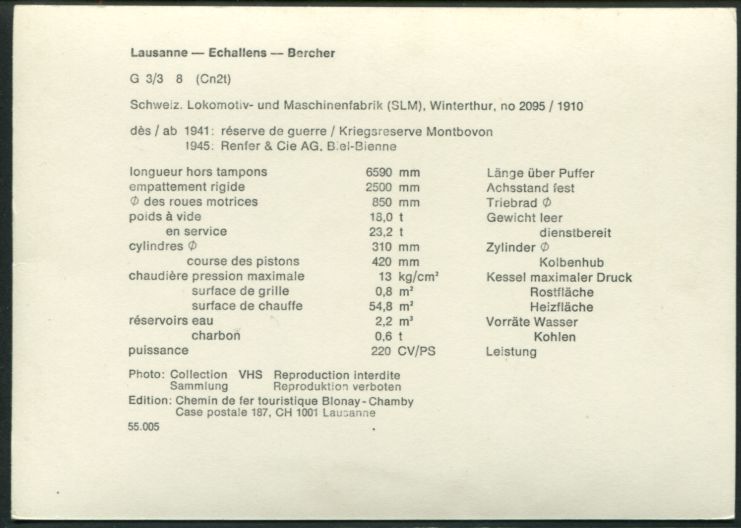 Lausanne — Echallens — Bercher
G 3/3 8 (Cn2t)
Schweiz. Lokomotiv- und Maschinenfabrik (SLM), Winterthur, no 2095 / 1910
dès / ab 1941: réserve de guerre / Kriegsreserve Montbovon
1945: Renfer & Cie AG, Biel-Bienne
longueur hors tampons 6590 mm Länge über Puffer
empattement rigide 2500 mm Achsstand fest
∅ des roues motrices 850 mm Triebrad ∅
poids à vide 18,0 t Gewicht leer
en service 23,2 t dienstbereit
cylindres ∅ 310 mm Zylinder ∅
course des pistons 420 mm Kolbenhub
chaudière pression maximale 13 kg/cm² Kessel maximaler Druck
surface de grille 0,8 m² Rostfläche
surface de chauffe 54,8 m² Heizfläche
réservoirs eau 2,2 m³ Vorräte Wasser
charbon 0,6 t Kohlen
puissance 220 CV/PS Leistung
Photo: Collection VHS Reproduction interdite
Sammlung Reproduktion verboten
Edition: Chemin de fer touristique Blonay-Chamby
Case postale 187, CH 1001 Lausanne
55.005